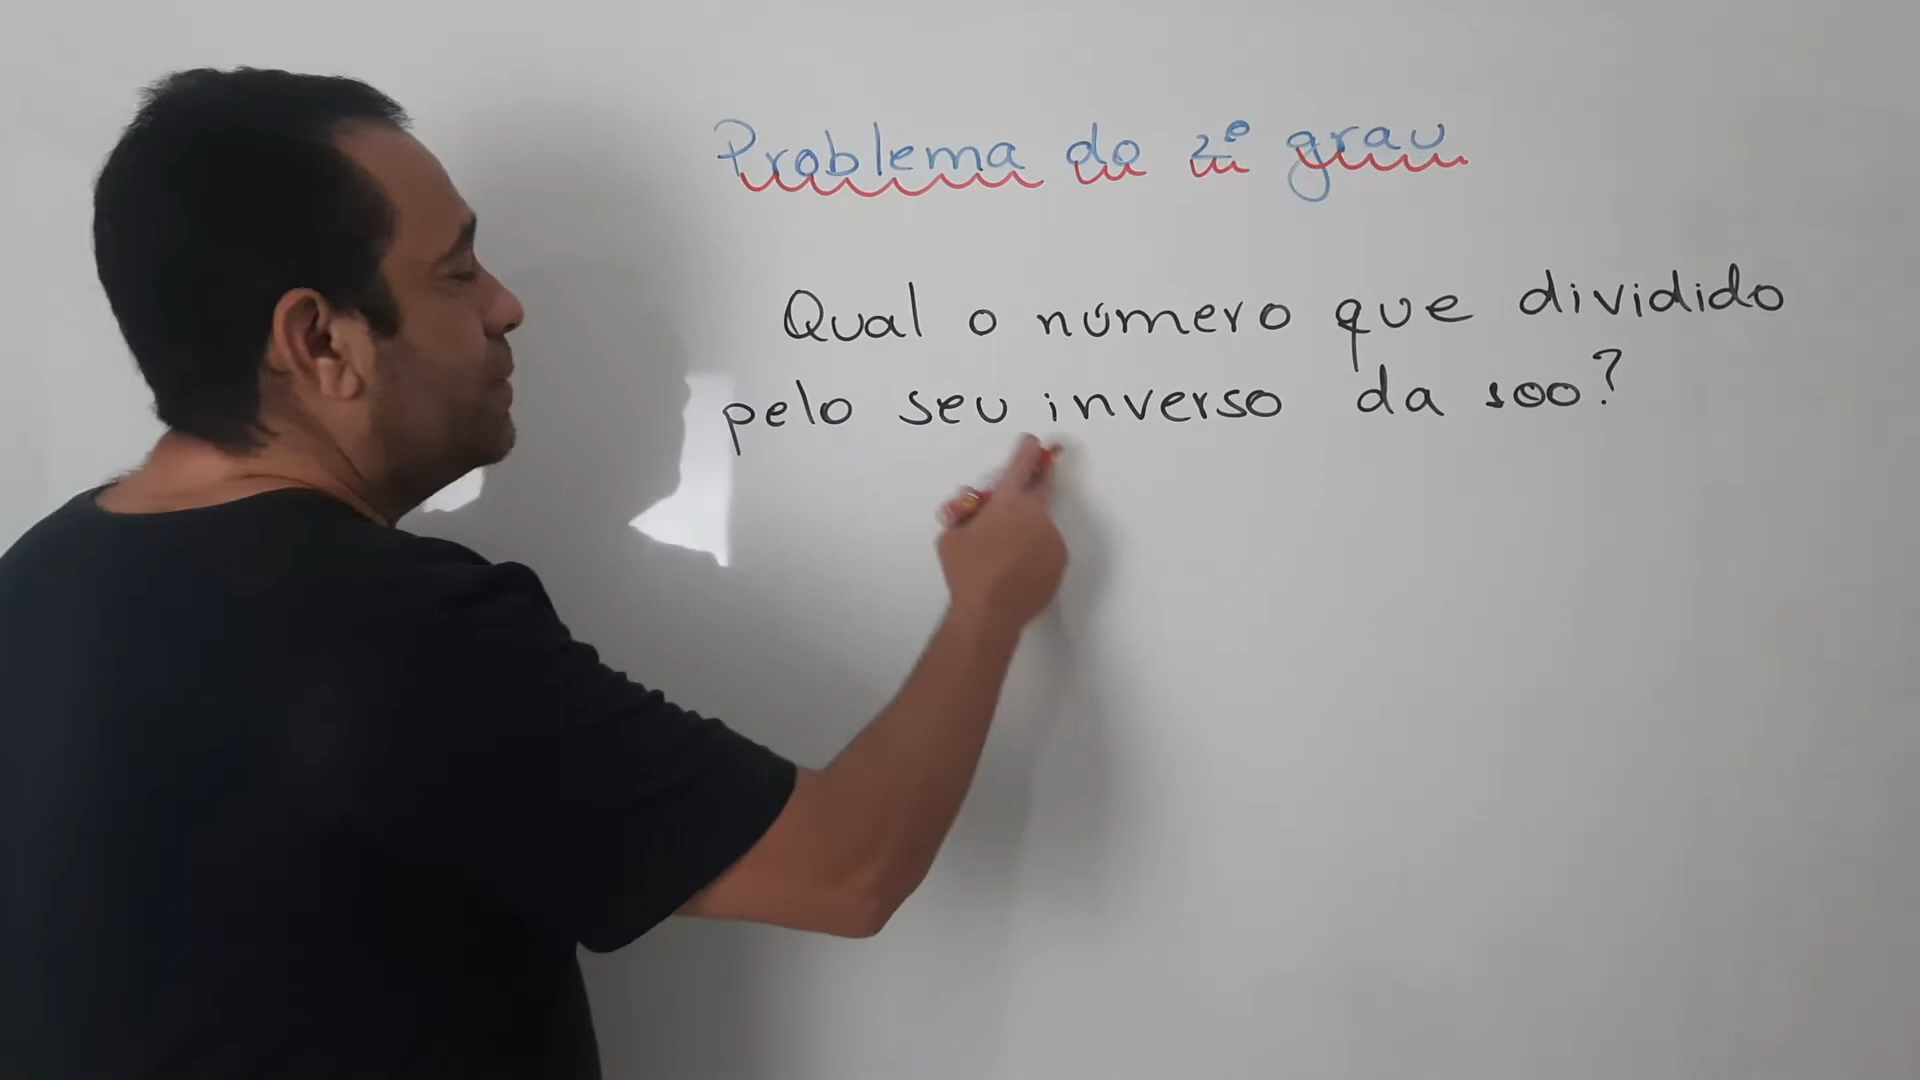 Problema do 2º grau
Qual o número que dividido
pelo seu inverso da 100?